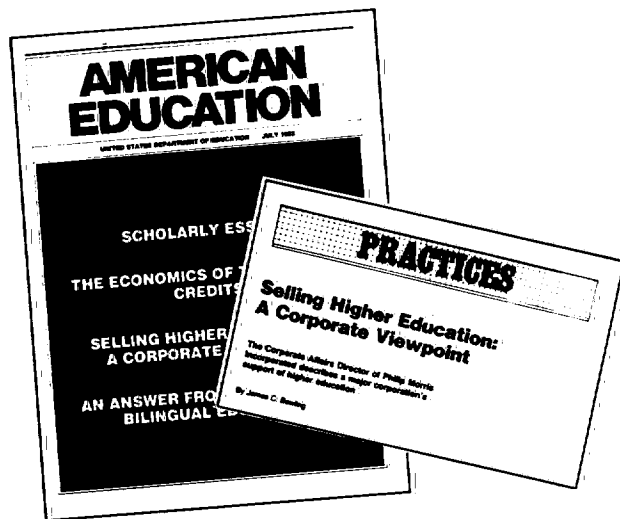 AMERICAN
EDUCATION
UNITED STATES DEPARTMENT OF EDUCATION JULY
SCHOLARLY ESS
THE ECONOMICS OF T
CREDITS
SELLING HIGHER
A CORPORATE
AN ANSWER FRO
BILINGUAL ED
PRACTICES
Selling Higher Education:
A Corporate Viewpoint
The Corporate Affairs Director of Philip Morris
Incorporated describes a major corporation's
support of higher education
By James C. Bowling